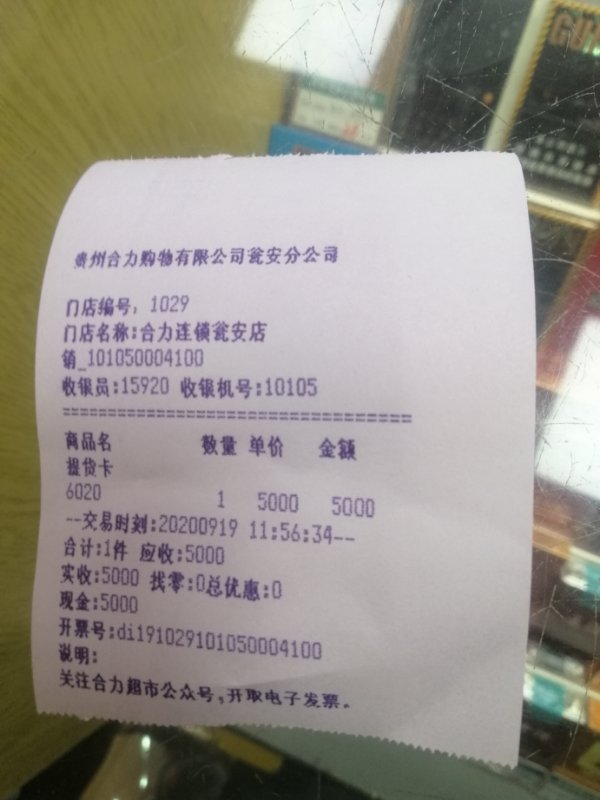 贵州合力购物有限公司瓮安分公司
门店编号: 1029
门店名称:合力连锁瓮安店
销_101050004100
收银员:15920 收银机号:10105
==================================
商品名 数量 单价 金额
提货卡
6020 1 5000 5000
--交易时刻:20200919 11:56:34--
合计:1件 应收:5000
实收:5000 找零:0总优惠:0
现金:5000
开票号:di191029101050004100
说明:
关注合力超市公众号,开取电子发票。